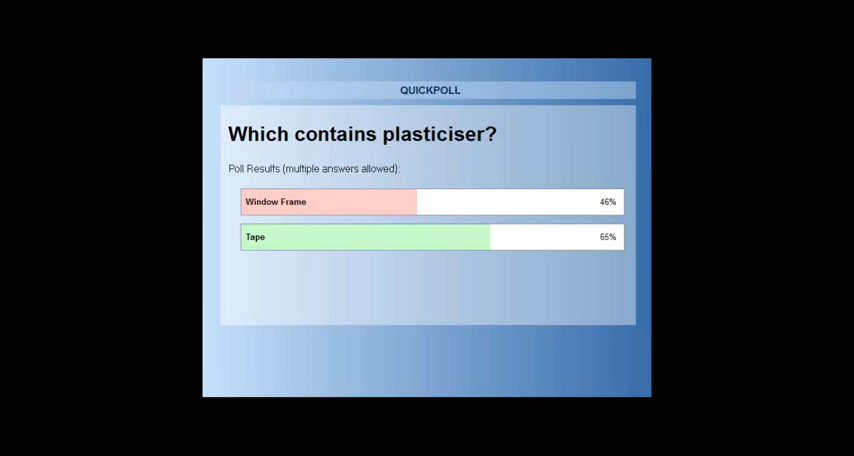 QUICKPOLL
Which contains plasticiser?
Poll Results (multiple answers allowed):
Window Frame 46%
Tape 65%